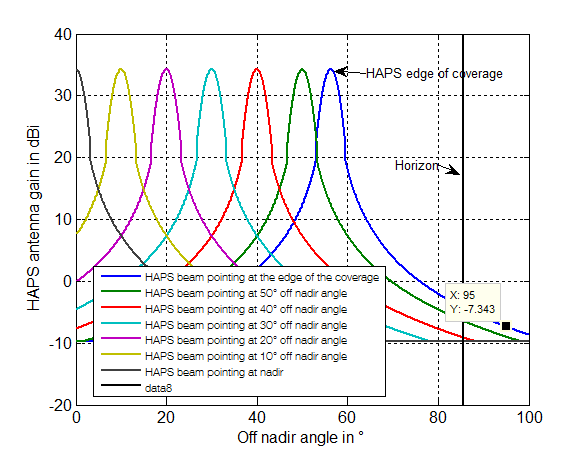 HAPS antenna gain in dBi
40
30
20
10
0
-10
-20
HAPS edge of coverage
Horizon
X: 95
Y: -7.343
HAPS beam pointing at the edge of the coverage
HAPS beam pointing at 50° off nadir angle
HAPS beam pointing at 40° off nadir angle
HAPS beam pointing at 30° off nadir angle
HAPS beam pointing at 20° off nadir angle
HAPS beam pointing at 10° off nadir angle
HAPS beam pointing at nadir
data8
0 20 40 60 80 100
Off nadir angle in °